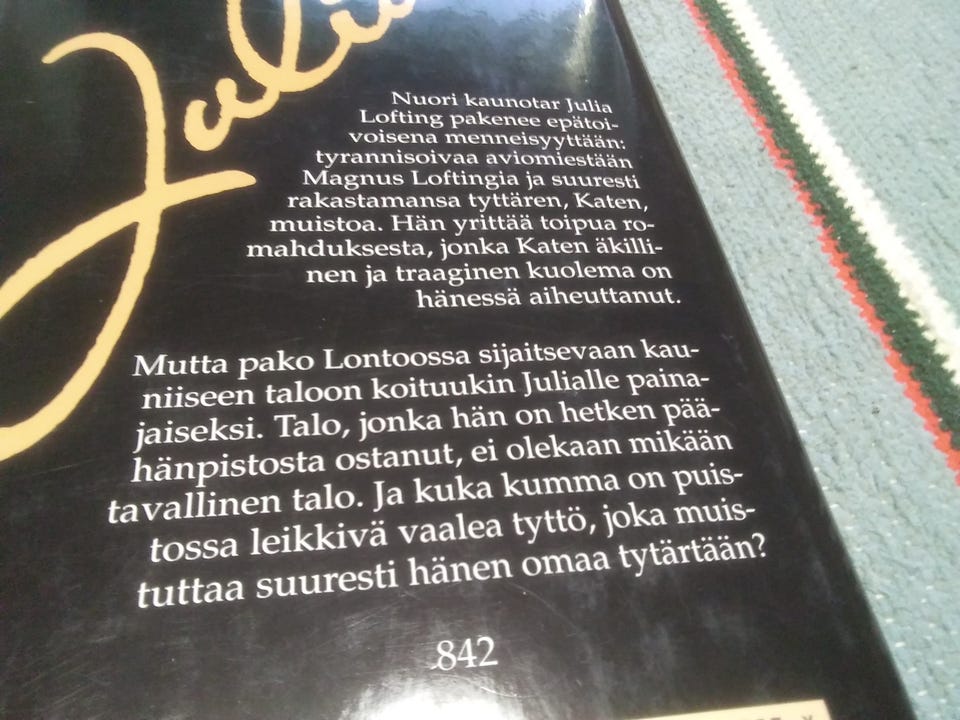 Julia
Nuori kaunotar Julia
Lofting pakenee epätoi-
voisena menneisyyttään:
tyrannisoivaa aviomiestään
Magnus Loftingia ja suuresti
rakastamansa tyttären, Katen,
muistoa. Hän yrittää toipua ro-
mahduksesta, jonka Katen äkilli-
nen ja traaginen kuolema on
hänessä aiheuttanut.
Mutta pako Lontoossa sijaitsevaan kau-
niiseen taloon koituukin Julialle paina-
jaiseksi. Talo, jonka hän on hetken pää-
hänpistosta ostanut, ei olekaan mikään
tavallinen talo. Ja kuka kumma on puis-
tossa leikkivä vaalea tyttö, joka muis-
tuttaa suuresti hänen omaa tytärtään?
842